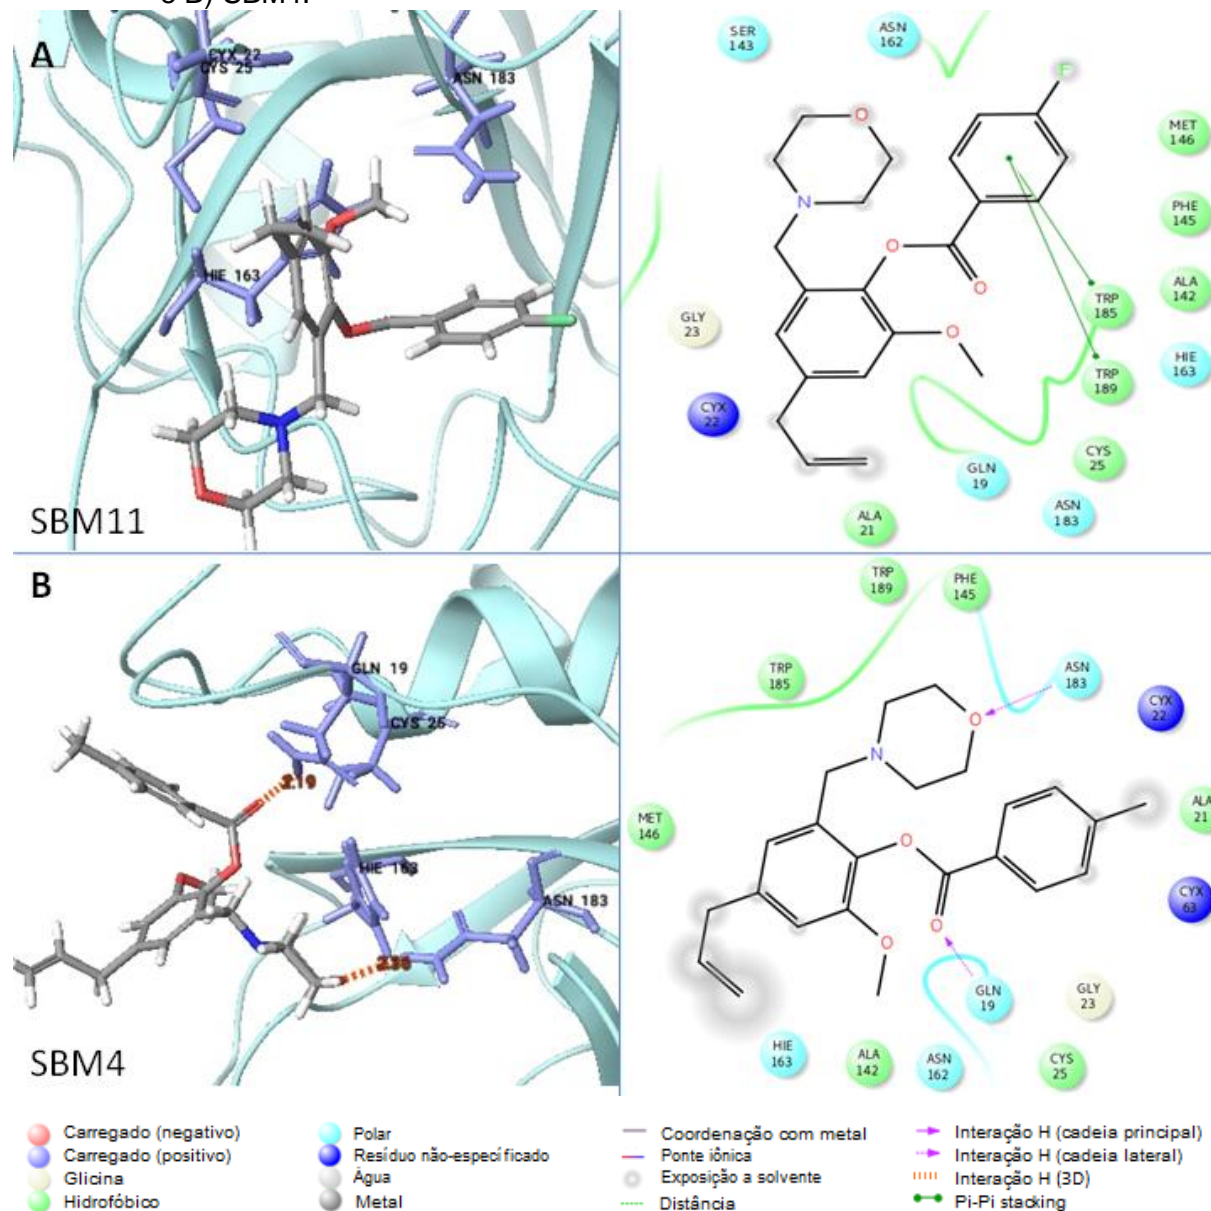 A
CYX 22
CYS 25
ASN 183
HIE 163
SBM11
SER
143
ASN
162
F
O
N
MET
146
PHE
145
O
O
ALA
142
TRP
185
GLY
23
O
HIE
163
TRP
189
CYX
22
CYS
25
GLN
19
ASN
183
ALA
21
B
GLN 19
CYS 25
2.19
HIE 163
ASN 183
SBM4
TRP
189
PHE
145
TRP
185
ASN
183
CYX
22
O
N
MET
146
ALA
21
O
CYX
63
O
O
GLN
19
GLY
23
HIE
163
ALA
142
ASN
162
CYS
25
Carregado (negativo)
Carregado (positivo)
Glicina
Hidrofóbico
Polar
Resíduo não-específicado
Água
Metal
Coordenação com metal
Ponte iônica
Exposição a solvente
Distância
Interação H (cadeia principal)
Interação H (cadeia lateral)
Interação H (3D)
Pi-Pi stacking